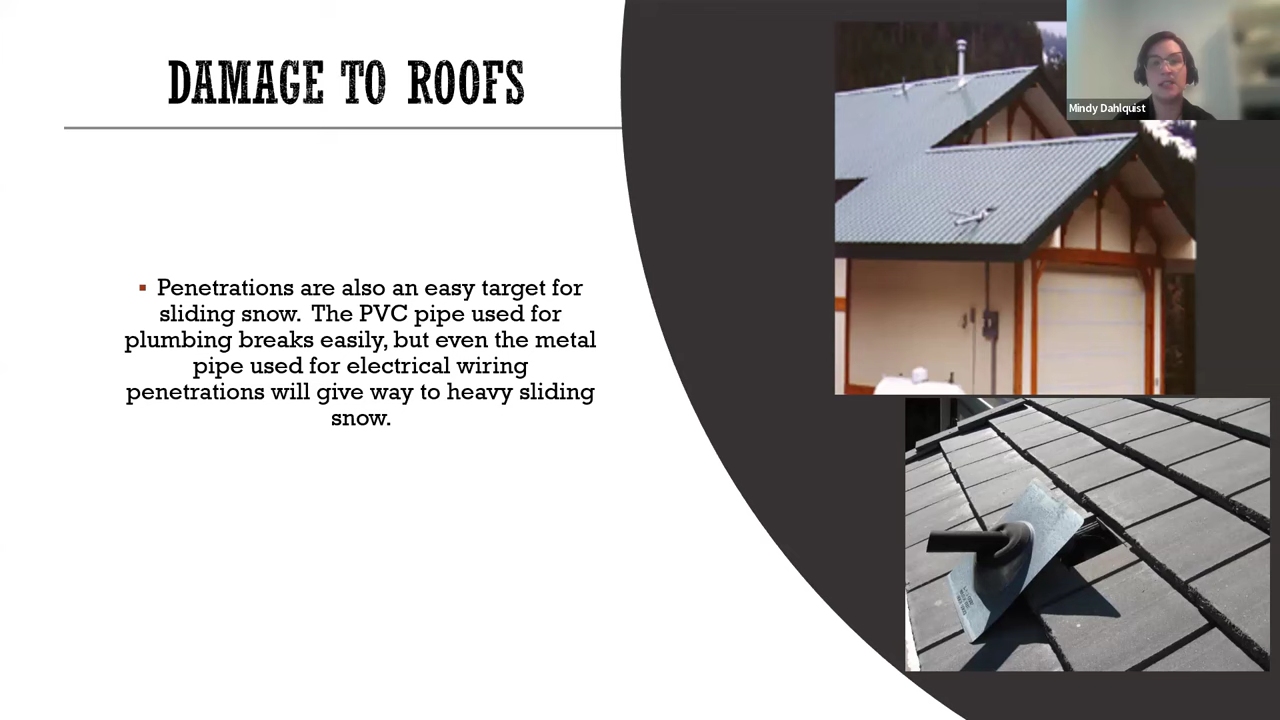 DAMAGE TO ROOFS
Mindy Dahlquist
▪ Penetrations are also an easy target for
sliding snow. The PVC pipe used for
plumbing breaks easily, but even the metal
pipe used for electrical wiring
penetrations will give way to heavy sliding
snow.